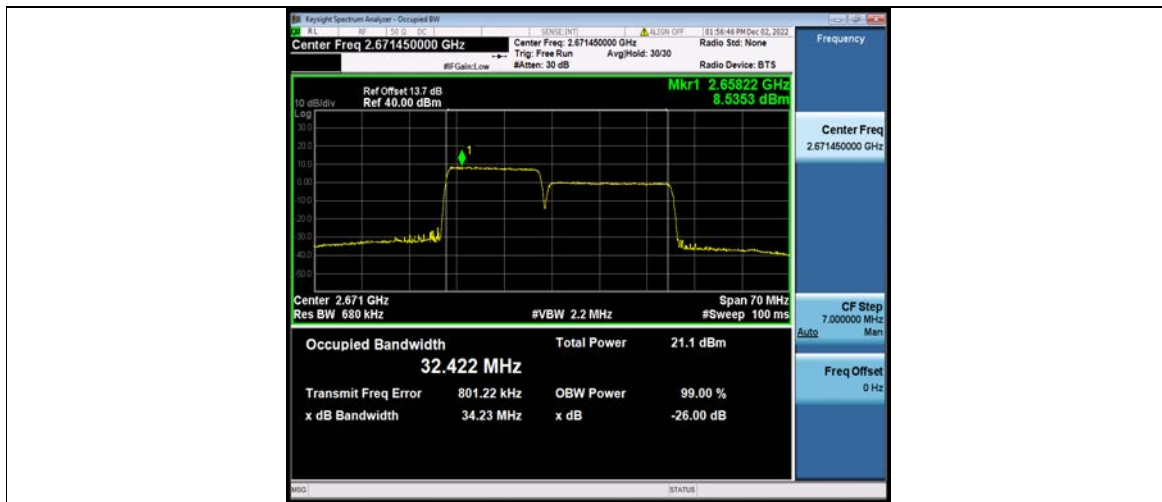 Keysight Spectrum Analyzer - Occupied BW
RL RF 50 Ω DC SENSE:INT ALIGN OFF 01:56:46 PM Dec 02, 2022
Center Freq 2.671450000 GHz
Center Freq: 2.671450000 GHz Radio Std: None
Trig: Free Run Avg|Hold: 30/30
#IFGain:Low #Atten: 30 dB Radio Device: BTS
Frequency
Mkr1 2.65822 GHz
8.5353 dBm
Ref Offset 13.7 dB
10 dB/div Ref 40.00 dBm
Log
30.0
20.0
10.0
0.00
-10.0
-20.0
-30.0
-40.0
-50.0
1
Center 2.671 GHz Span 70 MHz
Res BW 680 kHz #VBW 2.2 MHz #Sweep 100 ms
Occupied Bandwidth Total Power 21.1 dBm
32.422 MHz
Transmit Freq Error 801.22 kHz OBW Power 99.00 %
x dB Bandwidth 34.23 MHz x dB -26.00 dB
Center Freq
2.671450000 GHz
CF Step
7.000000 MHz
Auto Man
Freq Offset
0 Hz
MSG STATUS